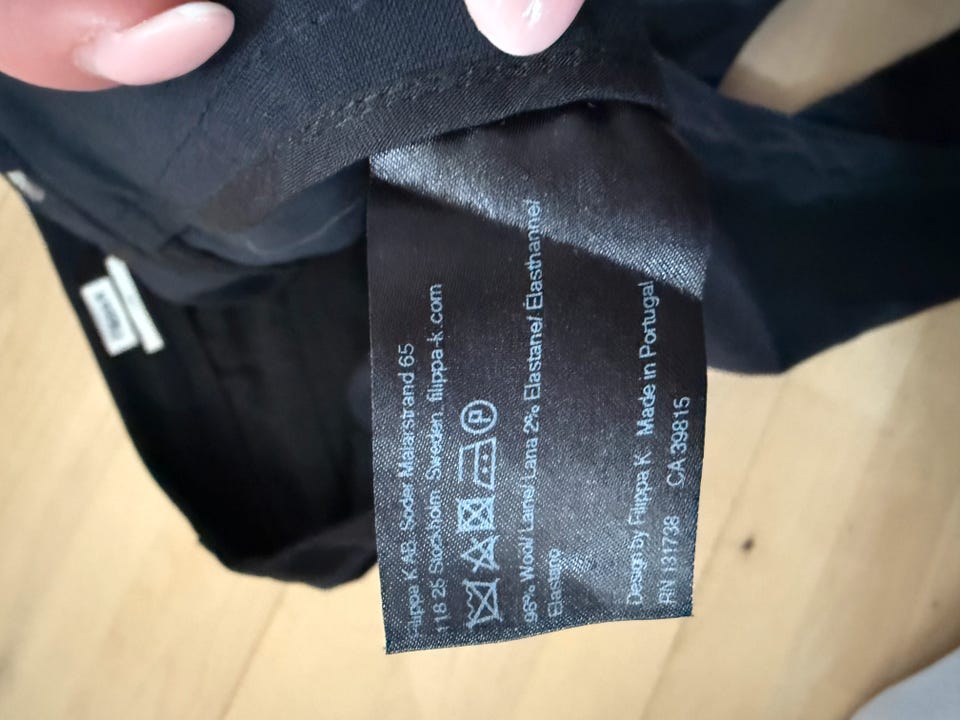 Filippa K AB. Söder Mälarstrand 65
118 25 Stockholm Sweden. filippa-k.com
P
98% Wool/ Laine/ Lana 2% Elastane/ Élasthanne/
Elastano
Design by Filippa K Made in Portugal
RN 131738 CA 39815